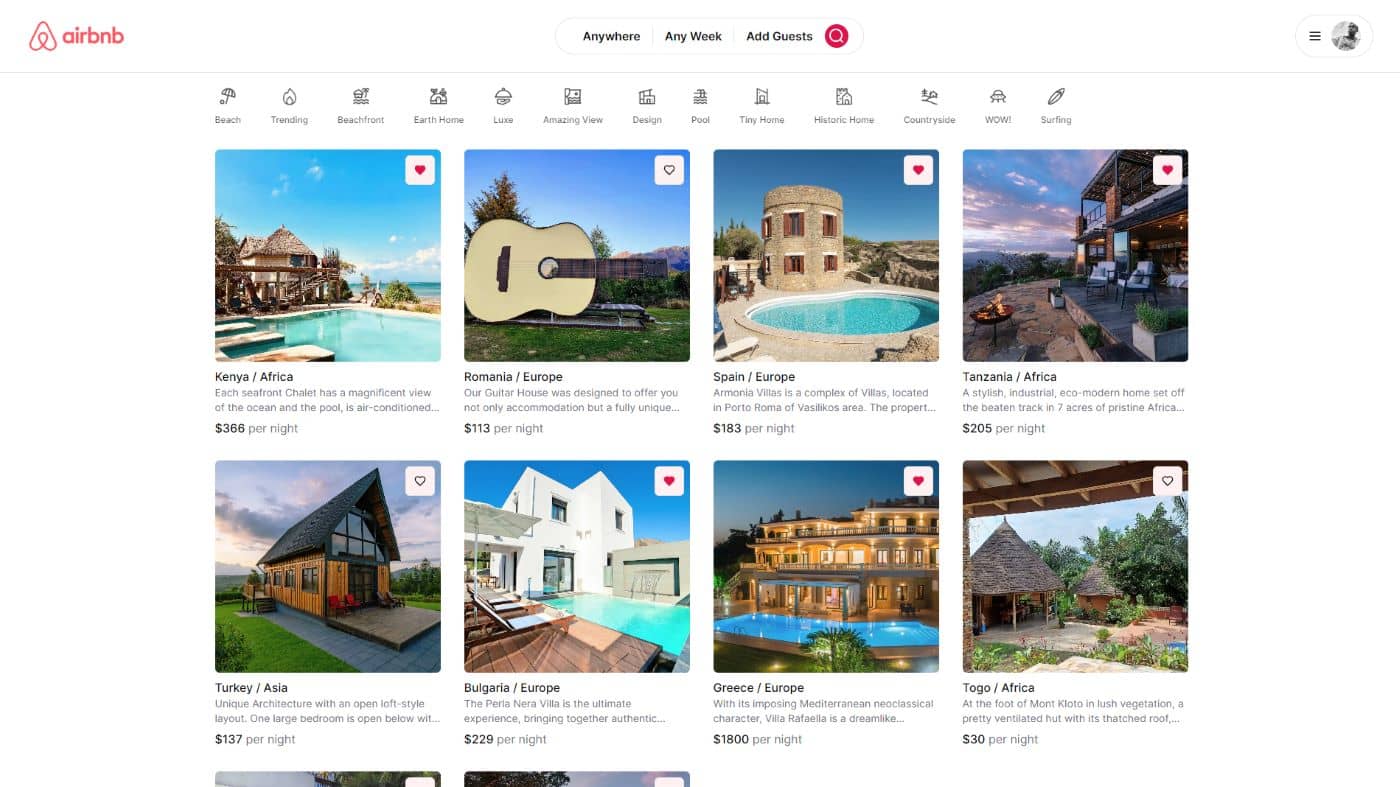 airbnb
Anywhere Any Week Add Guests
Beach Trending Beachfront Earth Home Luxe Amazing View Design Pool Tiny Home Historic Home Countryside WOW! Surfing
Kenya / Africa
Each seafront Chalet has a magnificent view
of the ocean and the pool, is air-conditioned...
$366 per night
Romania / Europe
Our Guitar House was designed to offer you
not only accommodation but a fully unique...
$113 per night
Spain / Europe
Armonia Villas is a complex of Villas, located
in Porto Roma of Vasilikos area. The propert...
$183 per night
Tanzania / Africa
A stylish, industrial, eco-modern home set off
the beaten track in 7 acres of pristine Africa...
$205 per night
Turkey / Asia
Unique Architecture with an open loft-style
layout. One large bedroom is open below wit...
$137 per night
Bulgaria / Europe
The Perla Nera Villa is the ultimate
experience, bringing together authentic...
$229 per night
Greece / Europe
With its imposing Mediterranean neoclassical
character, Villa Rafaella is a dreamlike...
$1800 per night
Togo / Africa
At the foot of Mont Kloto in lush vegetation, a
pretty ventilated hut with its thatched roof,...
$30 per night